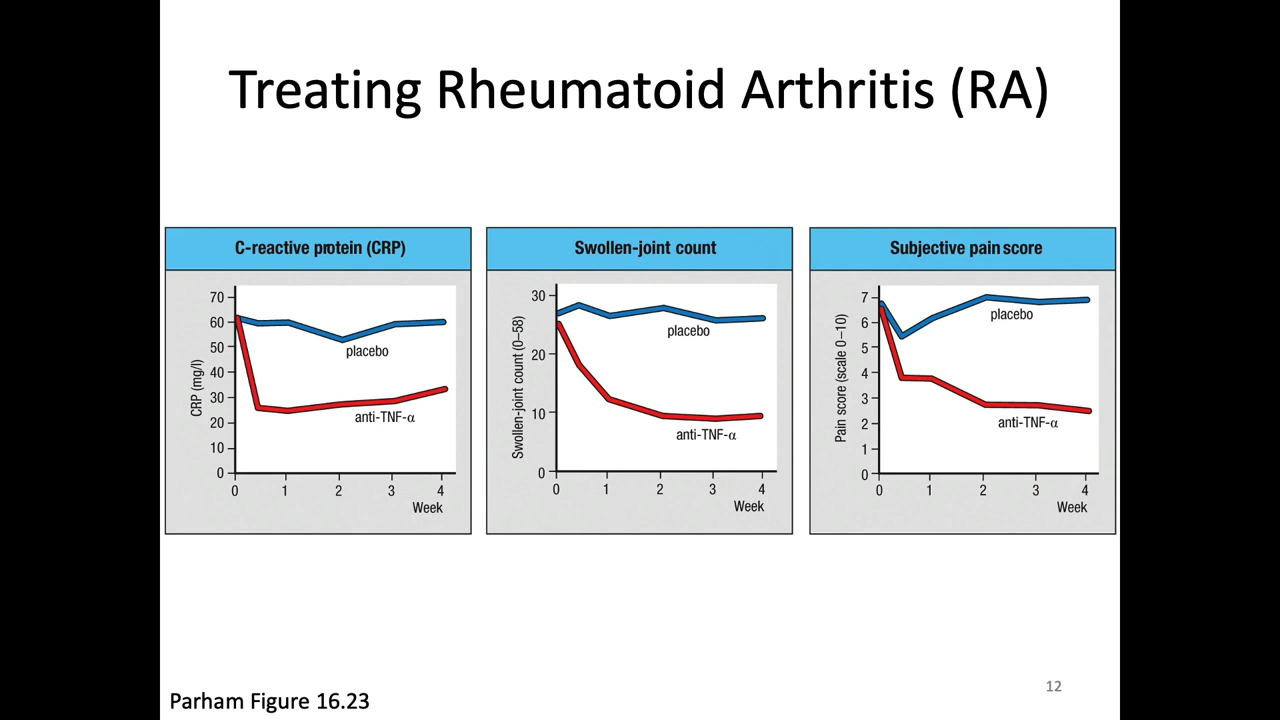 Treating Rheumatoid Arthritis (RA)
C-reactive protein (CRP)
CRP (mg/l)
70
60
50
40
30
20
10
0
placebo
anti-TNF-α
0 1 2 3 4
Week
Swollen-joint count
Swollen-joint count (0–58)
30
20
10
0
placebo
anti-TNF-α
0 1 2 3 4
Week
Subjective pain score
Pain score (scale 0–10)
7
6
5
4
3
2
1
0
placebo
anti-TNF-α
0 1 2 3 4
Week
12
Parham Figure 16.23